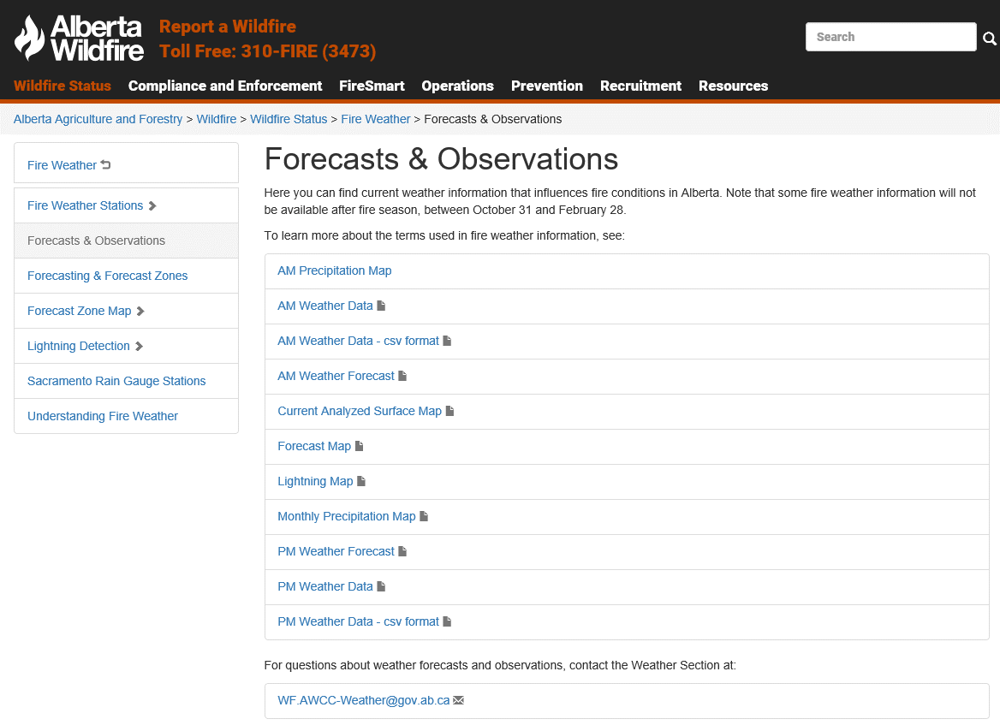 Alberta
Wildfire
Report a Wildfire
Toll Free: 310-FIRE (3473)
Search
Wildfire Status Compliance and Enforcement FireSmart Operations Prevention Recruitment Resources
Alberta Agriculture and Forestry > Wildfire > Wildfire Status > Fire Weather > Forecasts & Observations
Fire Weather
Fire Weather Stations
Forecasts & Observations
Forecasting & Forecast Zones
Forecast Zone Map
Lightning Detection
Sacramento Rain Gauge Stations
Understanding Fire Weather
Forecasts & Observations
Here you can find current weather information that influences fire conditions in Alberta. Note that some fire weather information will not
be available after fire season, between October 31 and February 28.
To learn more about the terms used in fire weather information, see:
AM Precipitation Map
AM Weather Data
AM Weather Data - csv format
AM Weather Forecast
Current Analyzed Surface Map
Forecast Map
Lightning Map
Monthly Precipitation Map
PM Weather Forecast
PM Weather Data
PM Weather Data - csv format
For questions about weather forecasts and observations, contact the Weather Section at:
WF.AWCC-Weather@gov.ab.ca